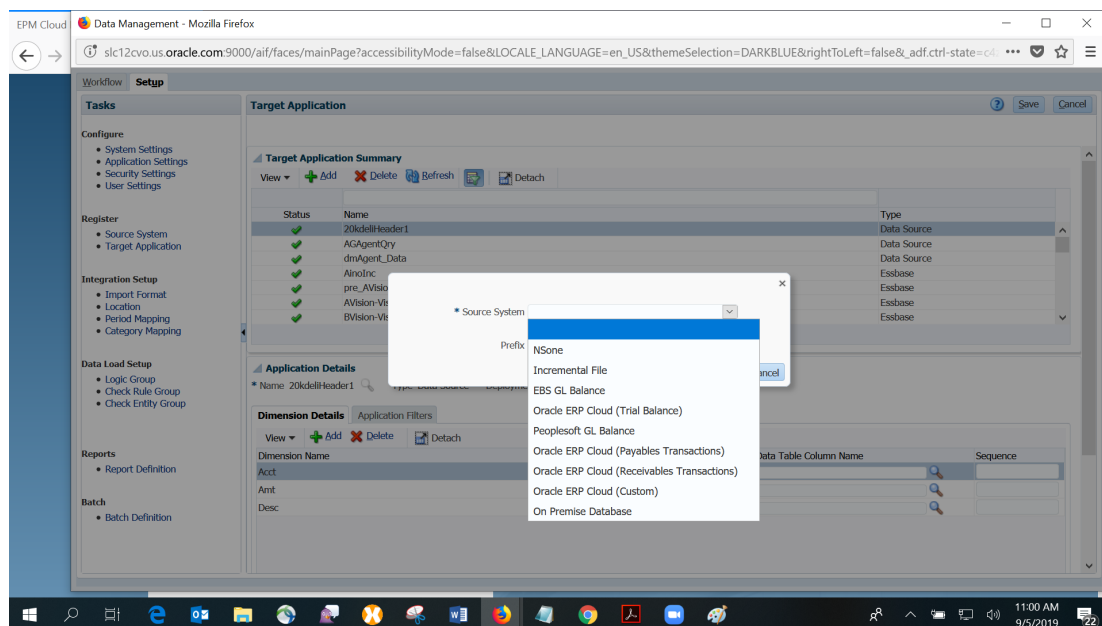 EPM Cloud
Data Management - Mozilla Firefox
slc12cvo.us.oracle.com:9000/aif/faces/mainPage?accessibilityMode=false&LOCALE_LANGUAGE=en_US&themeSelection=DARKBLUE&rightToLeft=false&_adf.ctrl-state=
Workflow Setup
Tasks
Configure
• System Settings
• Application Settings
• Security Settings
• User Settings
Register
• Source System
• Target Application
Integration Setup
• Import Format
• Location
• Period Mapping
• Category Mapping
Data Load Setup
• Logic Group
• Check Rule Group
• Check Entity Group
Reports
• Report Definition
Batch
• Batch Definition
Target Application
? Save Cancel
Target Application Summary
View Add Delete Refresh Detach
Status Name Type
20kdeliHeader1 Data Source
AGAgentQry Data Source
dmAgent_Data Data Source
AinoInc Essbase
pre_AVisio Essbase
AVision-Vis Essbase
BVision-Vis Essbase
* Source System
Prefix
NSone
Incremental File
EBS GL Balance
Oracle ERP Cloud (Trial Balance)
Peoplesoft GL Balance
Oracle ERP Cloud (Payables Transactions)
Oracle ERP Cloud (Receivables Transactions)
Oracle ERP Cloud (Custom)
On Premise Database
ancel
Application Details
* Name 20kdeliHeader1 Type Data Source Deployme
Dimension Details Application Filters
View Add Delete Detach
Dimension Name Data Table Column Name Sequence
Acct
Amt
Desc
11:00 AM
9/5/2019
22